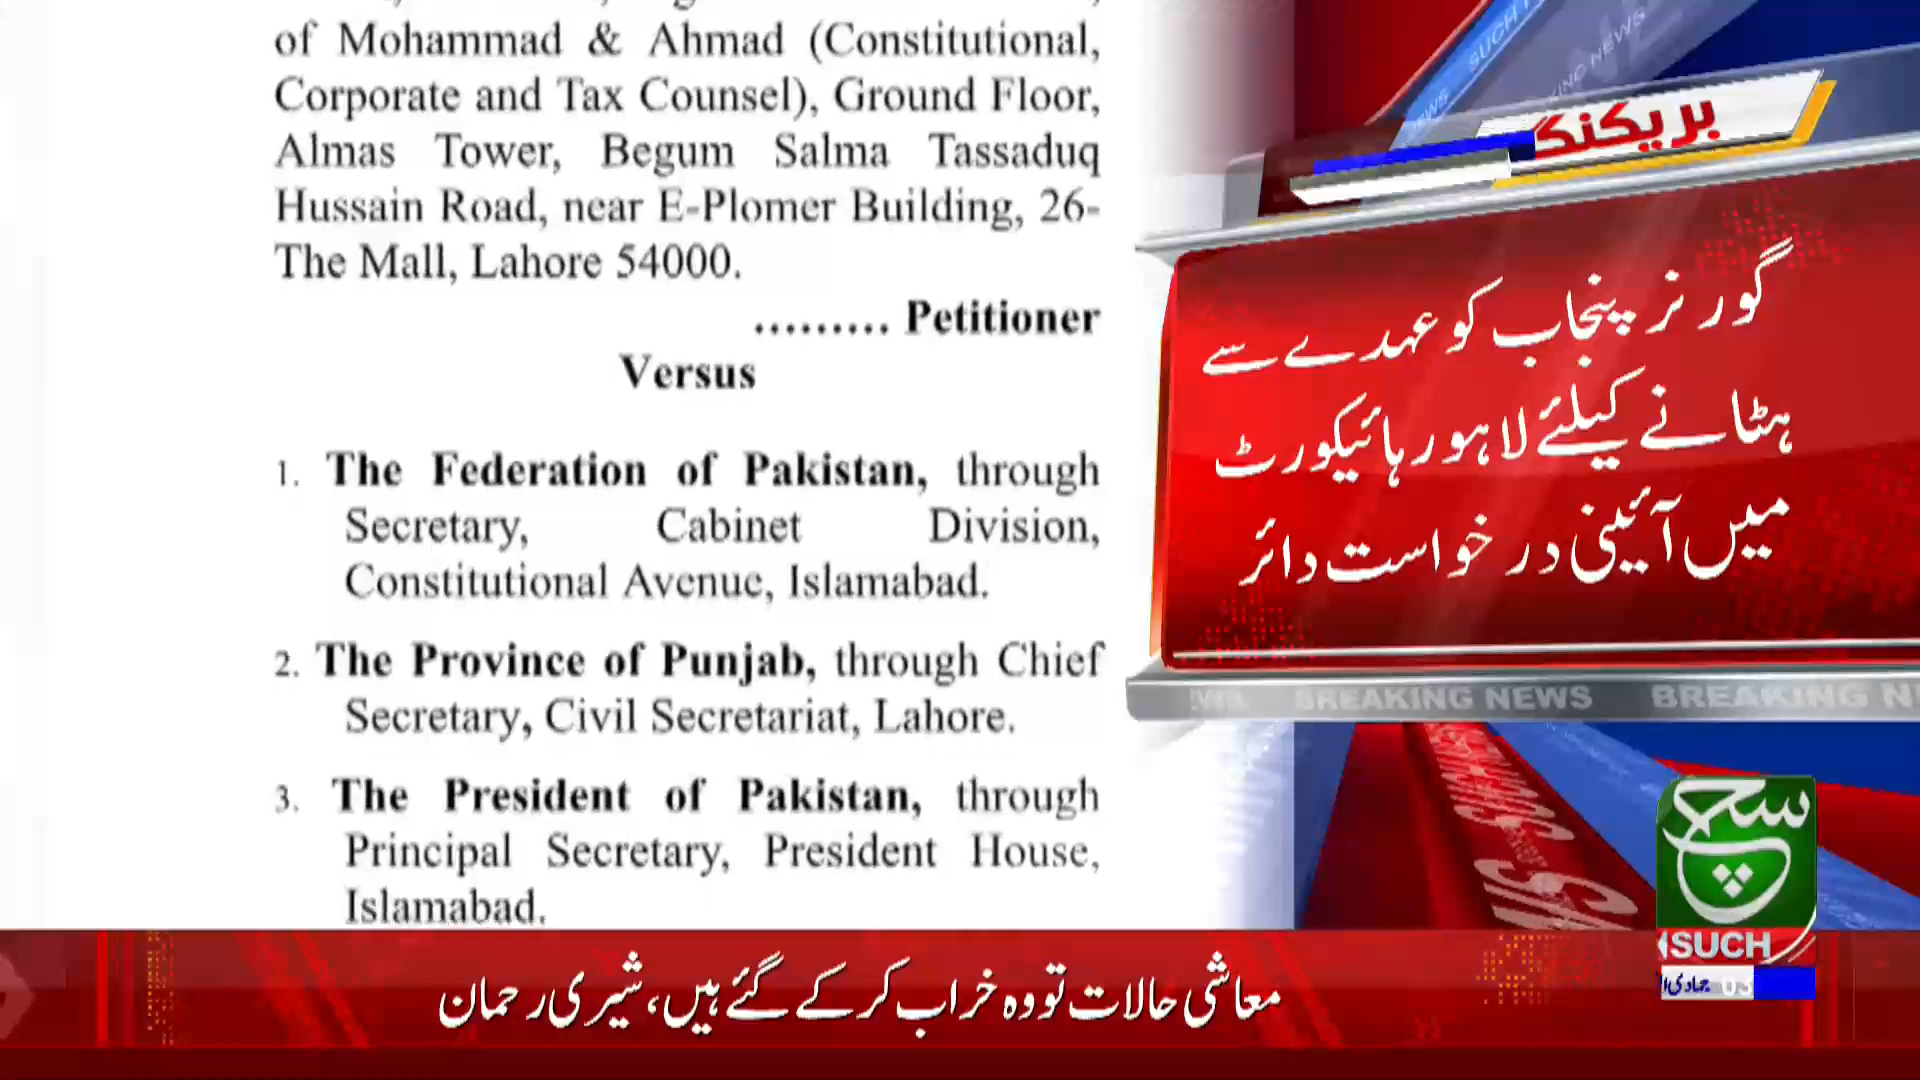 of Mohammad & Ahmad (Constitutional,
Corporate and Tax Counsel), Ground Floor,
Almas Tower, Begum Salma Tassaduq
Hussain Road, near E-Plomer Building, 26-
The Mall, Lahore 54000.
......... Petitioner
Versus
1. The Federation of Pakistan, through
Secretary, Cabinet Division,
Constitutional Avenue, Islamabad.
2. The Province of Punjab, through Chief
Secretary, Civil Secretariat, Lahore.
3. The President of Pakistan, through
Principal Secretary, President House,
Islamabad.
بریکنگ
گورنر پنجاب کو عہدے سے
ہٹانے کیلئے لاہور ہائیکورٹ
میں آئینی درخواست دائر
BREAKING NEWS
سچ
SUCH
03
معاشی حالات تو وہ خراب کر کے گئے ہیں، شیری رحمان